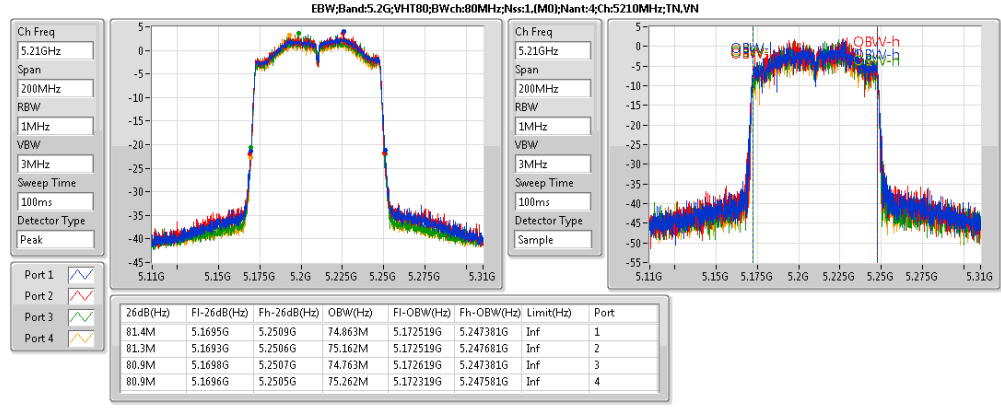 EBW;Band:5.2G;VHT80;BWch:80MHz;Nss:1,(M0);Nant:4;Ch:5210MHz;TN,VN
Ch Freq
5.21GHz
Span
200MHz
RBW
1MHz
VBW
3MHz
Sweep Time
100ms
Detector Type
Peak
5
0
-5
-10
-15
-20
-25
-30
-35
-40
-45
5.11G 5.15G 5.175G 5.2G 5.225G 5.25G 5.275G 5.31G
Ch Freq
5.21GHz
Span
200MHz
RBW
1MHz
VBW
3MHz
Sweep Time
100ms
Detector Type
Sample
5
0
-5
-10
-15
-20
-25
-30
-35
-40
-45
-50
-55
OBW-l
OBW-h
OBW-h
5.11G 5.15G 5.175G 5.2G 5.225G 5.25G 5.275G 5.31G
Port 1
Port 2
Port 3
Port 4
26dB(Hz) Fl-26dB(Hz) Fh-26dB(Hz) OBW(Hz) Fl-OBW(Hz) Fh-OBW(Hz) Limit(Hz) Port
81.4M 5.1695G 5.2509G 74.863M 5.172519G 5.247381G Inf 1
81.3M 5.1693G 5.2506G 75.162M 5.172519G 5.247681G Inf 2
80.9M 5.1698G 5.2507G 74.763M 5.172619G 5.247381G Inf 3
80.9M 5.1696G 5.2505G 75.262M 5.172319G 5.247581G Inf 4